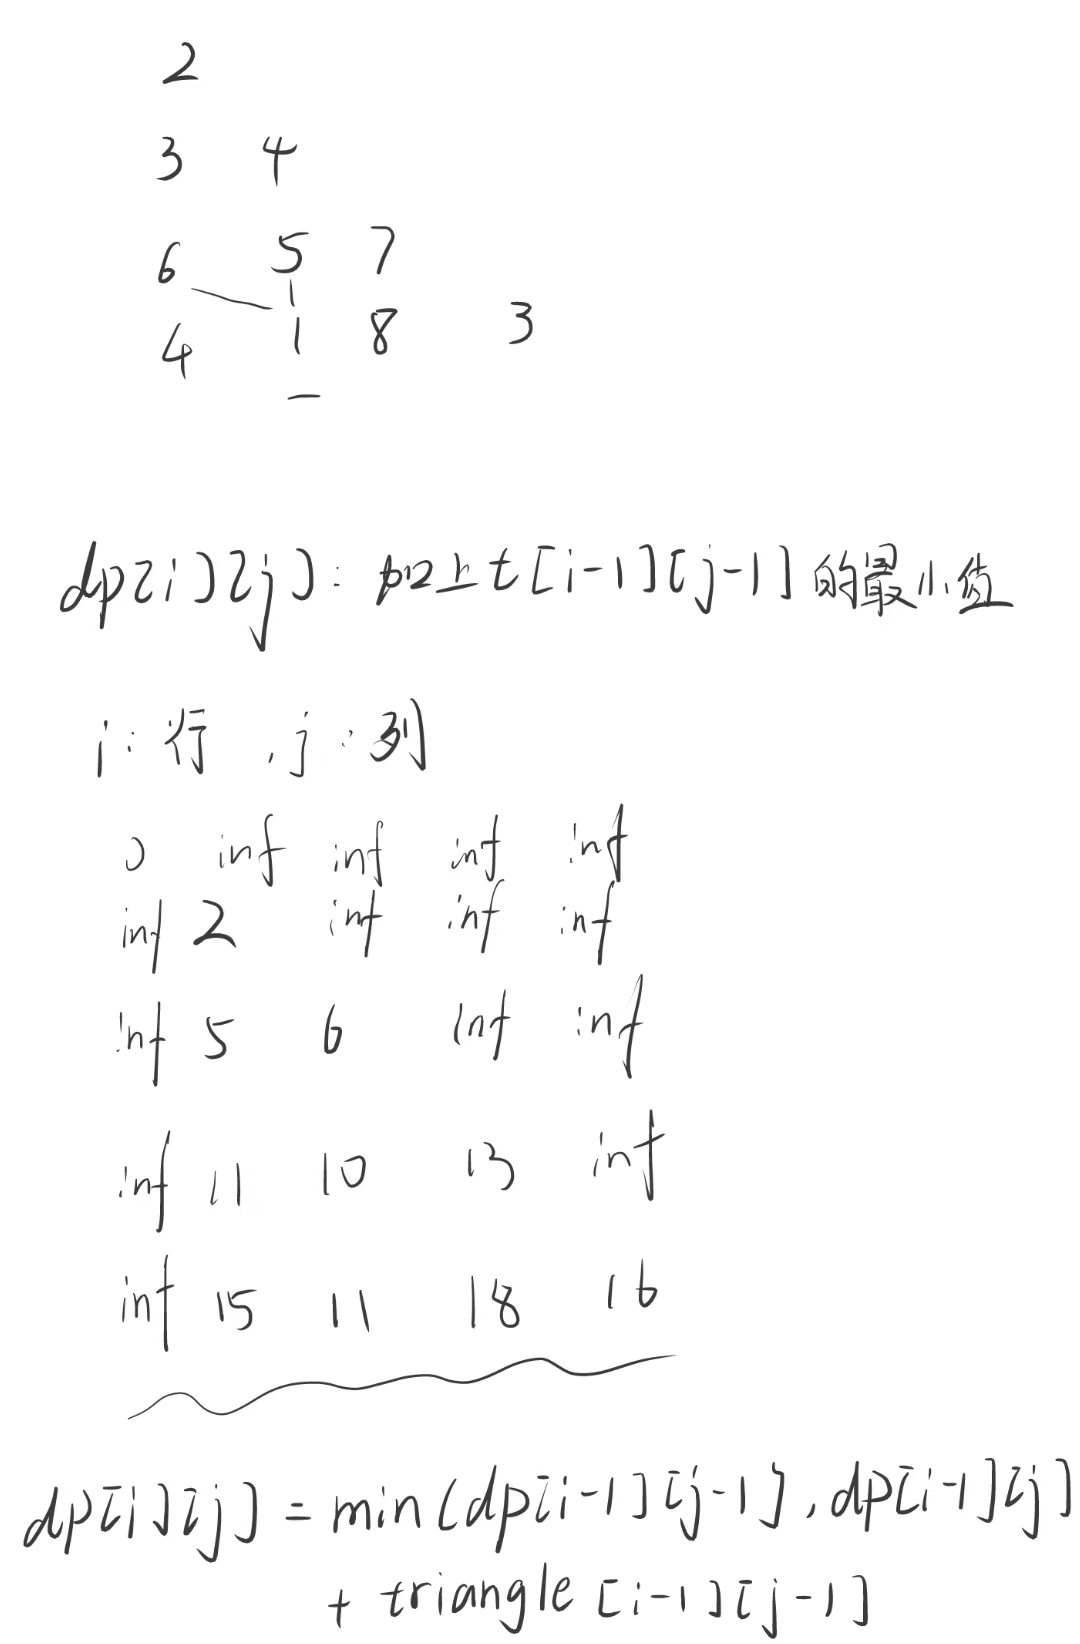 2
3 4
6 5 7
4 1 8 3
dp[i][j]: 加上t[i-1][j-1]的最小值
i: 行 , j: 列
0 inf inf inf inf
inf 2 inf inf inf
inf 5 6 inf inf
inf 11 10 13 inf
inf 15 11 18 16
dp[i][j] = min(dp[i-1][j-1], dp[i-1][j]
+ triangle[i-1][j-1]